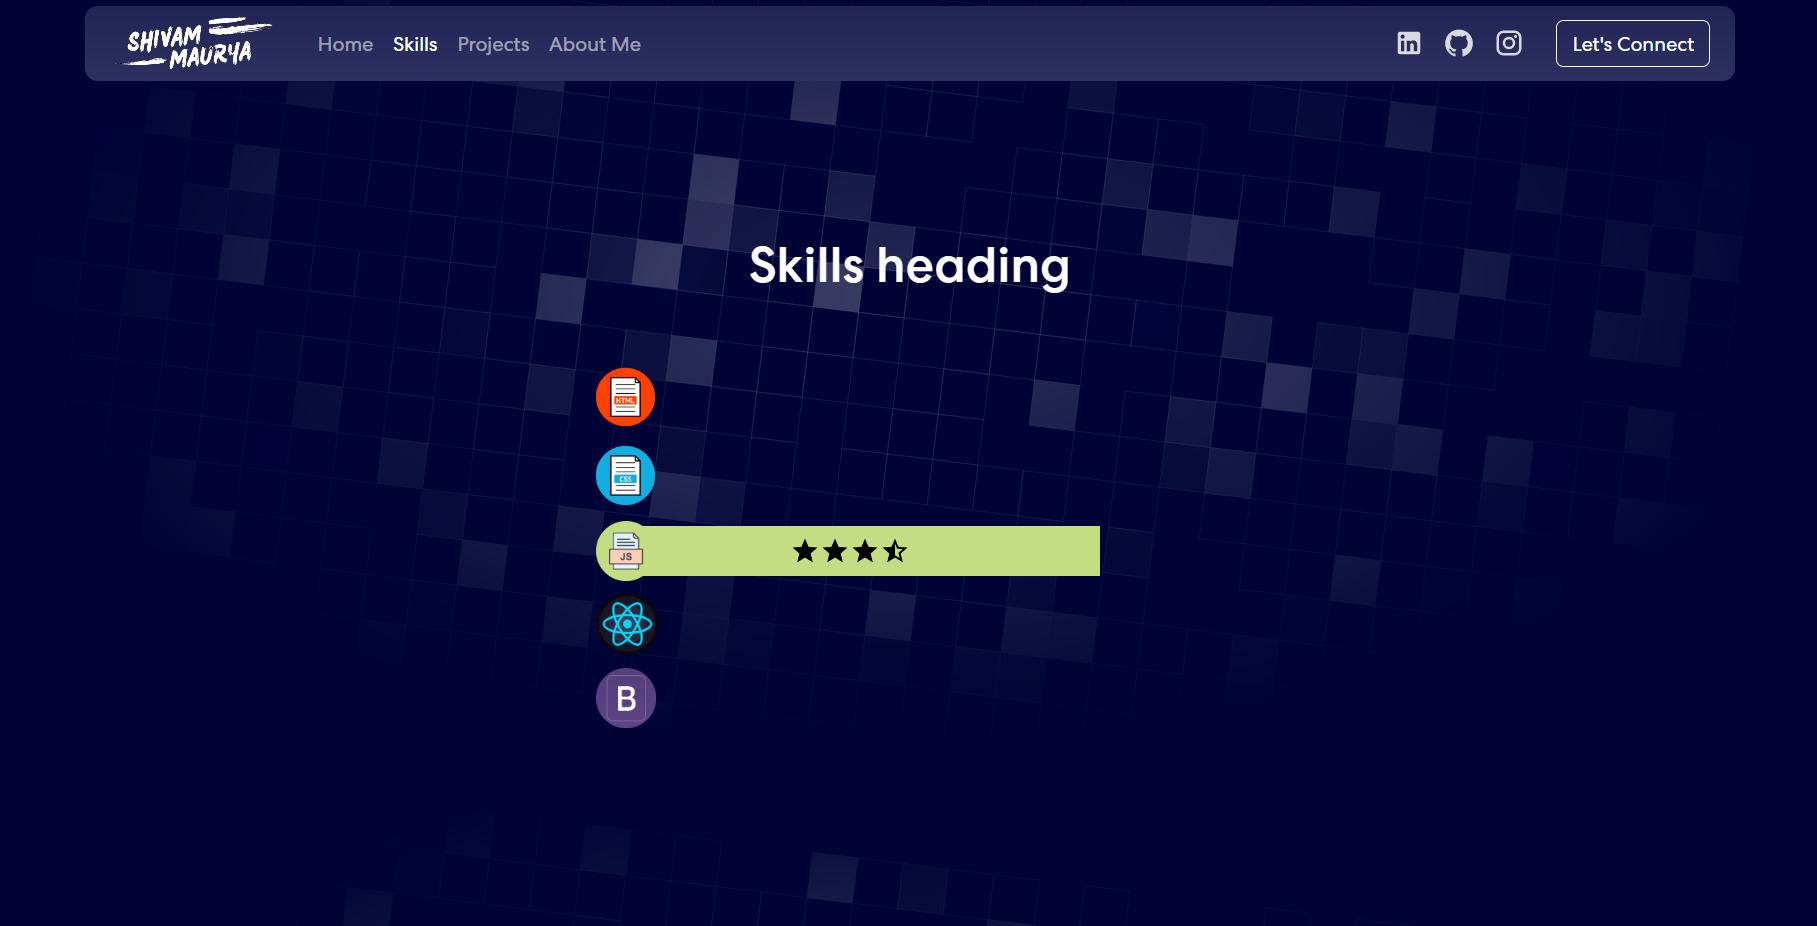 SHIVAM
MAURYA
Home Skills Projects About Me
Let's Connect
Skills heading
HTML
CSS
JS
B